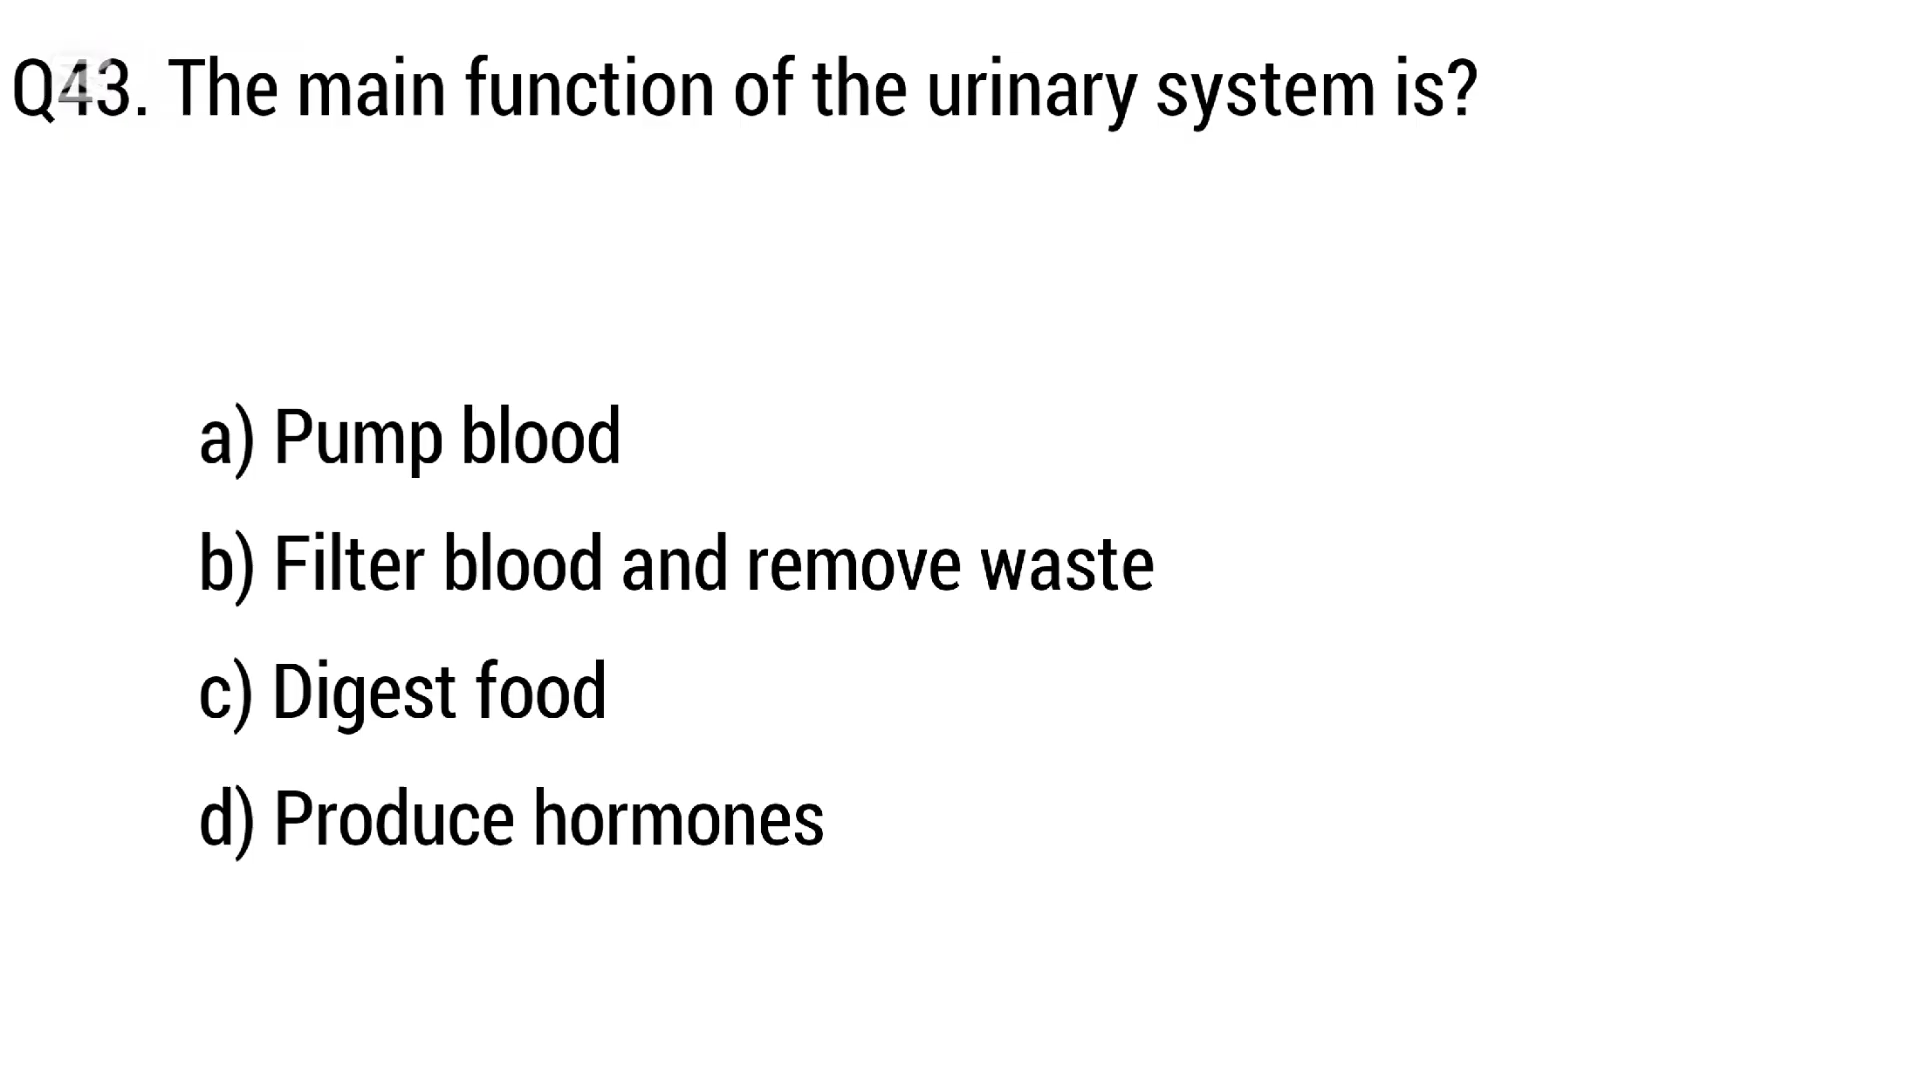 Q43. The main function of the urinary system is?
a) Pump blood
b) Filter blood and remove waste
c) Digest food
d) Produce hormones